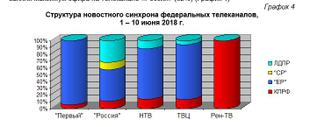 График 4
Структура новостного синхрона федеральных телеканалов,
1 – 10 июня 2018 г.
100%
90%
80%
70%
60%
50%
40%
30%
20%
10%
0%
ЛДПР
"СР"
"ЕР"
КПРФ
"Первый" "Россия" НТВ ТВЦ Рен-ТВ